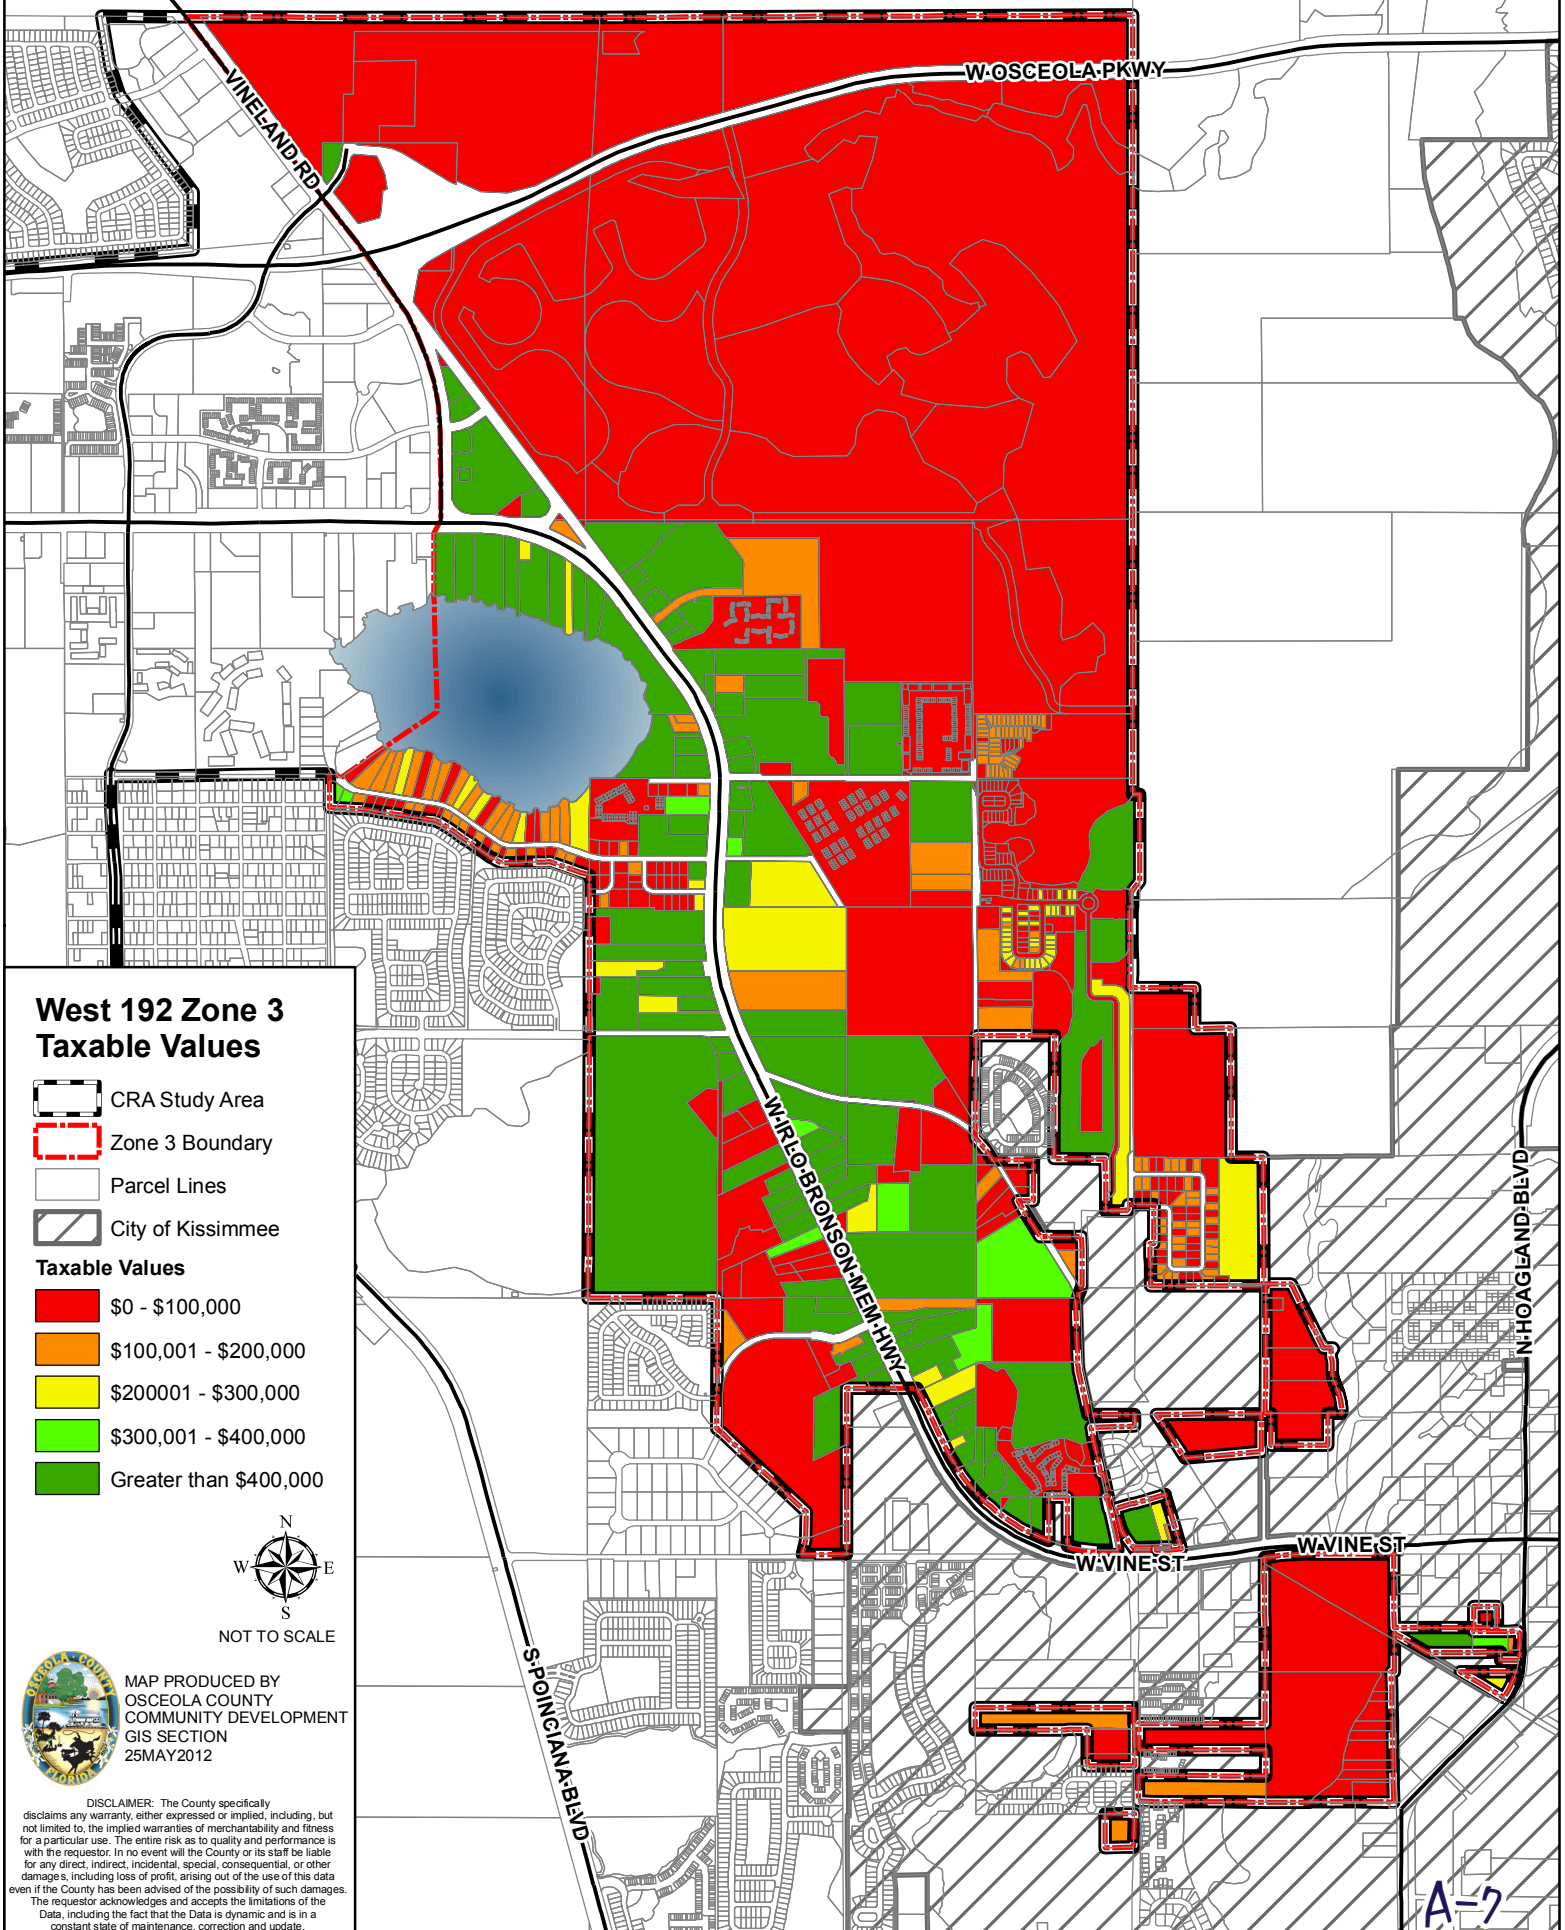 W OSCEOLA PKWY
VINELAND RD
W IRLO BRONSON MEM HWY
N HOAGLAND BLVD
W VINE ST
W VINE ST
S POINCIANA BLVD
West 192 Zone 3
Taxable Values
CRA Study Area
Zone 3 Boundary
Parcel Lines
City of Kissimmee
Taxable Values
$0 - $100,000
$100,001 - $200,000
$200001 - $300,000
$300,001 - $400,000
Greater than $400,000
N
W E
S
NOT TO SCALE
OSCEOLA COUNTY
FLORIDA
MAP PRODUCED BY
OSCEOLA COUNTY
COMMUNITY DEVELOPMENT
GIS SECTION
25MAY2012
DISCLAIMER: The County specifically
disclaims any warranty, either expressed or implied, including, but
not limited to, the implied warranties of merchantability and fitness
for a particular use. The entire risk as to quality and performance is
with the requestor. In no event will the County or its staff be liable
for any direct, indirect, incidental, special, consequential, or other
damages, including loss of profit, arising out of the use of this data
even if the County has been advised of the possibility of such damages.
The requestor acknowledges and accepts the limitations of the
Data, including the fact that the Data is dynamic and is in a
constant state of maintenance, correction and update.
A-7